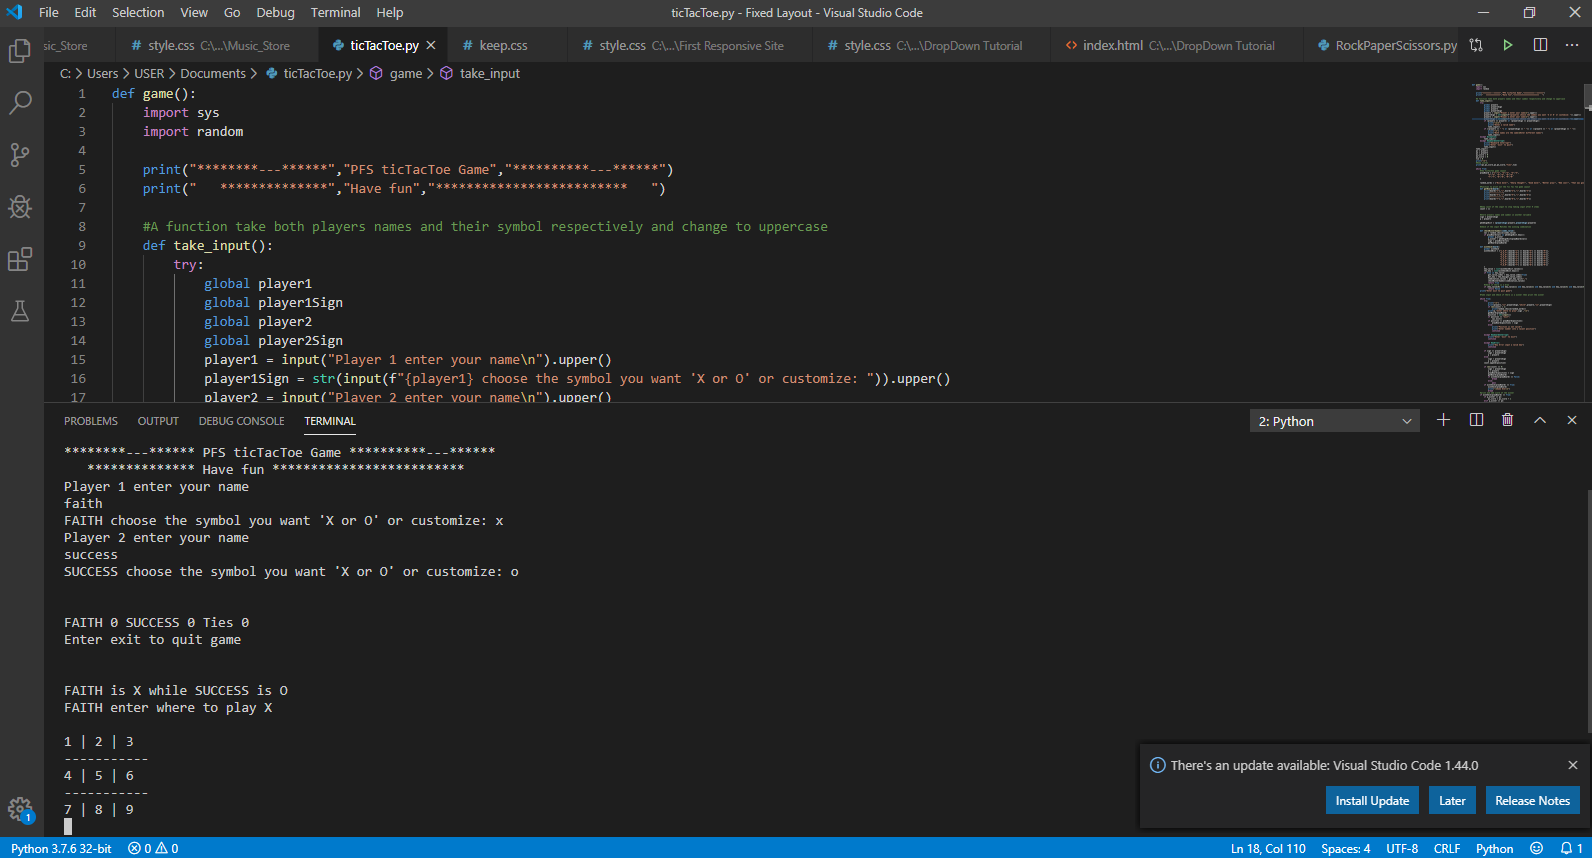 File Edit Selection View Go Debug Terminal Help ticTacToe.py - Fixed Layout - Visual Studio Code
sic_Store # style.css C:\...\Music_Store ticTacToe.py # keep.css # style.css C:\...\First Responsive Site # style.css C:\...\DropDown Tutorial <> index.html C:\...\DropDown Tutorial RockPaperScissors.py
C: > Users > USER > Documents > ticTacToe.py > game > take_input
1 def game():
2 import sys
3 import random
4
5 print("********---******","PFS ticTacToe Game","**********---******")
6 print("   **************","Have fun","*************************   ")
7
8 #A function take both players names and their symbol respectively and change to uppercase
9 def take_input():
10 try:
11 global player1
12 global player1Sign
13 global player2
14 global player2Sign
15 player1 = input("Player 1 enter your name\n").upper()
16 player1Sign = str(input(f"{player1} choose the symbol you want 'X or O' or customize: ")).upper()
17 player2 = input("Player 2 enter your name\n").upper()
PROBLEMS OUTPUT DEBUG CONSOLE TERMINAL 2: Python
********---****** PFS ticTacToe Game **********---******
   ************** Have fun *************************
Player 1 enter your name
faith
FAITH choose the symbol you want 'X or O' or customize: x
Player 2 enter your name
success
SUCCESS choose the symbol you want 'X or O' or customize: o
FAITH 0 SUCCESS 0 Ties 0
Enter exit to quit game
FAITH is X while SUCCESS is O
FAITH enter where to play X
1 | 2 | 3
-----------
4 | 5 | 6
-----------
7 | 8 | 9
There's an update available: Visual Studio Code 1.44.0
Install Update Later Release Notes
1
Python 3.7.6 32-bit 0 0 Ln 18, Col 110 Spaces: 4 UTF-8 CRLF Python 1